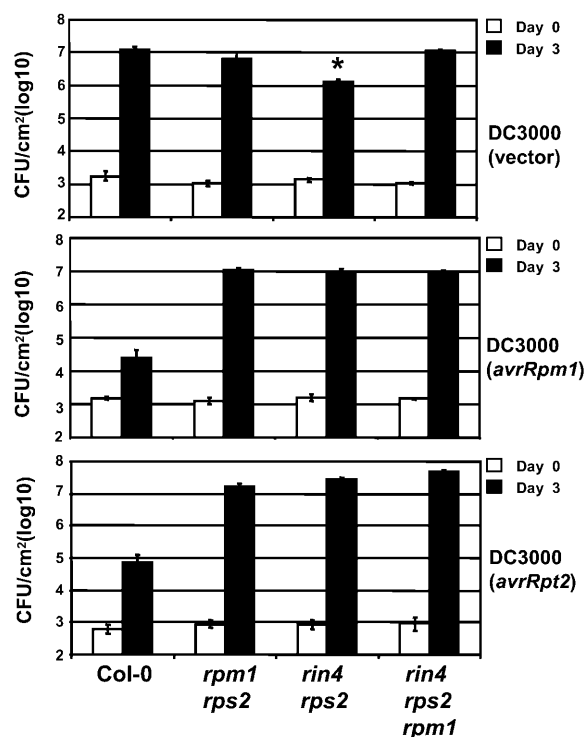 CFU/cm²(log10)
8
7
6
5
4
3
2
*
Day 0
Day 3
DC3000
(vector)
CFU/cm²(log10)
8
7
6
5
4
3
2
Day 0
Day 3
DC3000
(avrRpm1)
CFU/cm²(log10)
8
7
6
5
4
3
2
Day 0
Day 3
DC3000
(avrRpt2)
Col-0
rpm1
rps2
rin4
rps2
rin4
rps2
rpm1